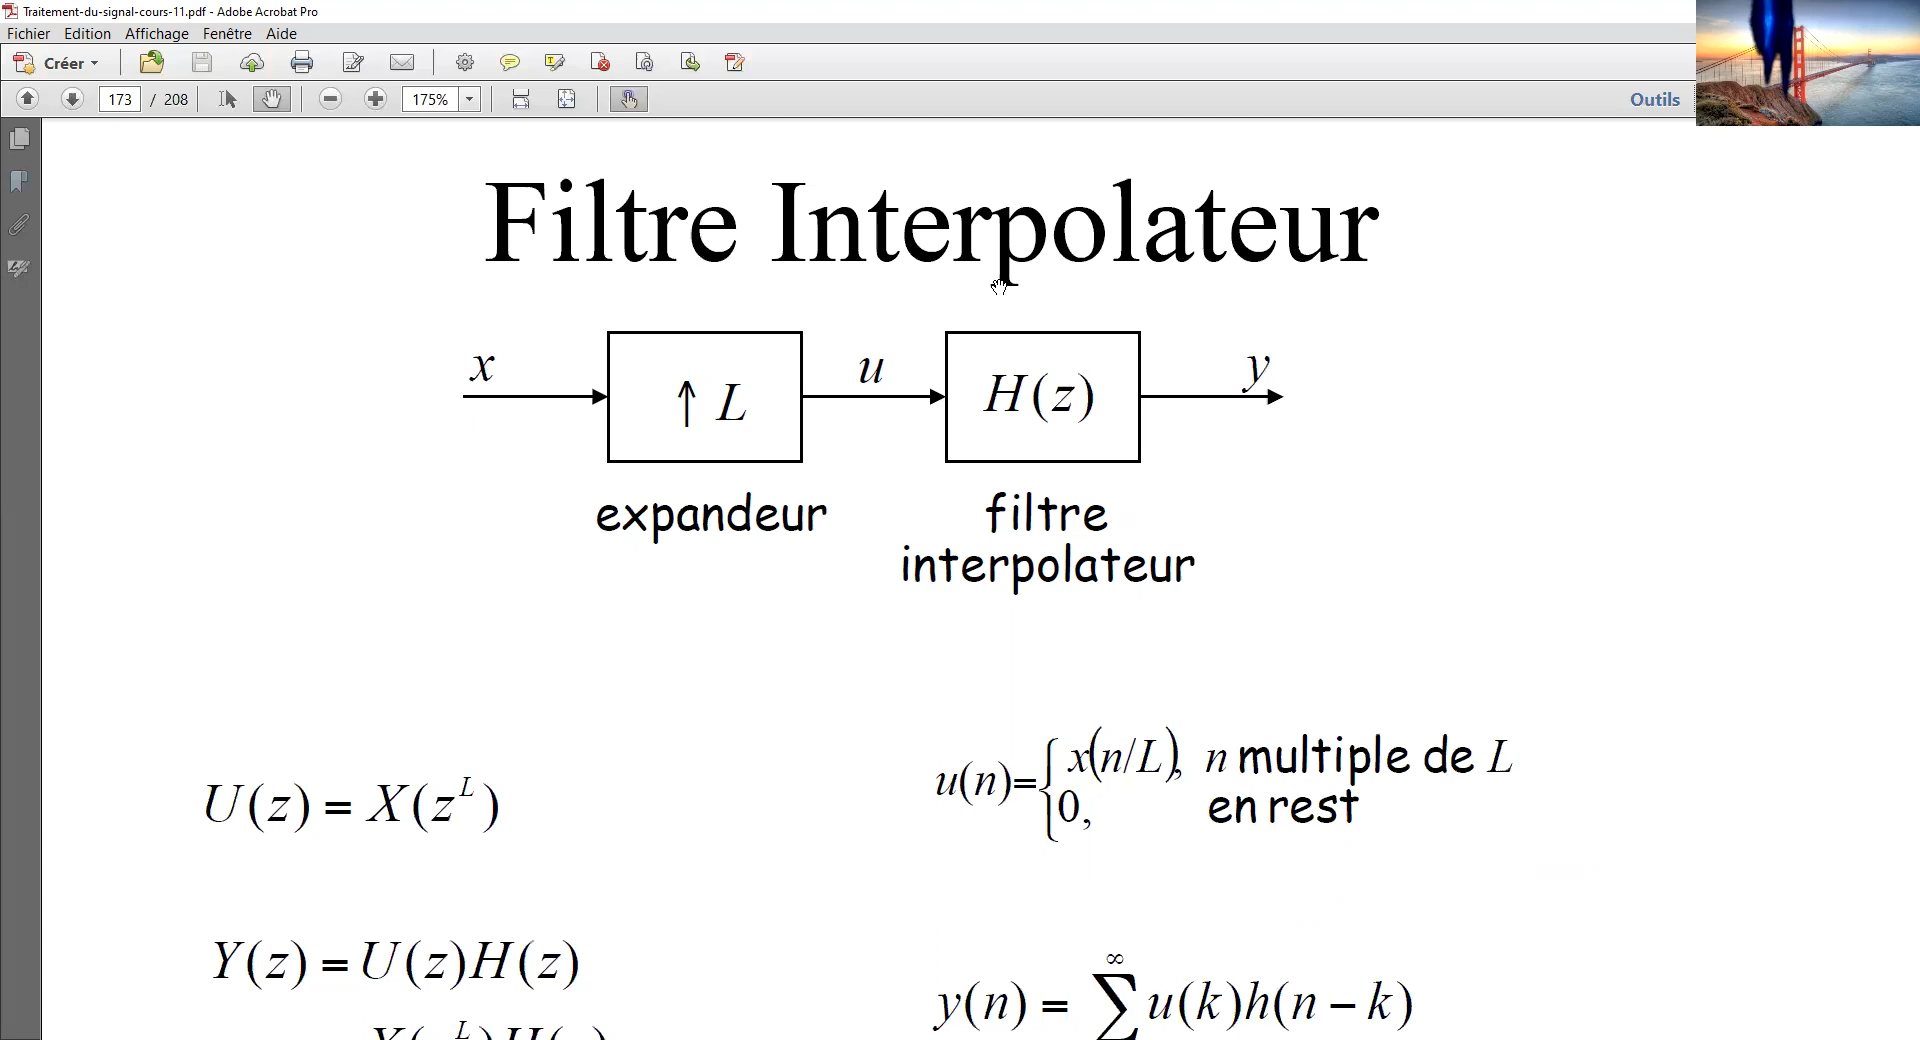 Traitement-du-signal-cours-11.pdf - Adobe Acrobat Pro
Fichier Edition Affichage Fenêtre Aide
Créer
173 / 208 175% Outils
Filtre Interpolateur
x ↑ L u H(z) y
expandeur filtre
interpolateur
U(z) = X(z^L)
u(n)={ x(n/L), n multiple de L
0, en rest
Y(z) = U(z)H(z)
y(n) = ∑^∞ u(k)h(n − k)